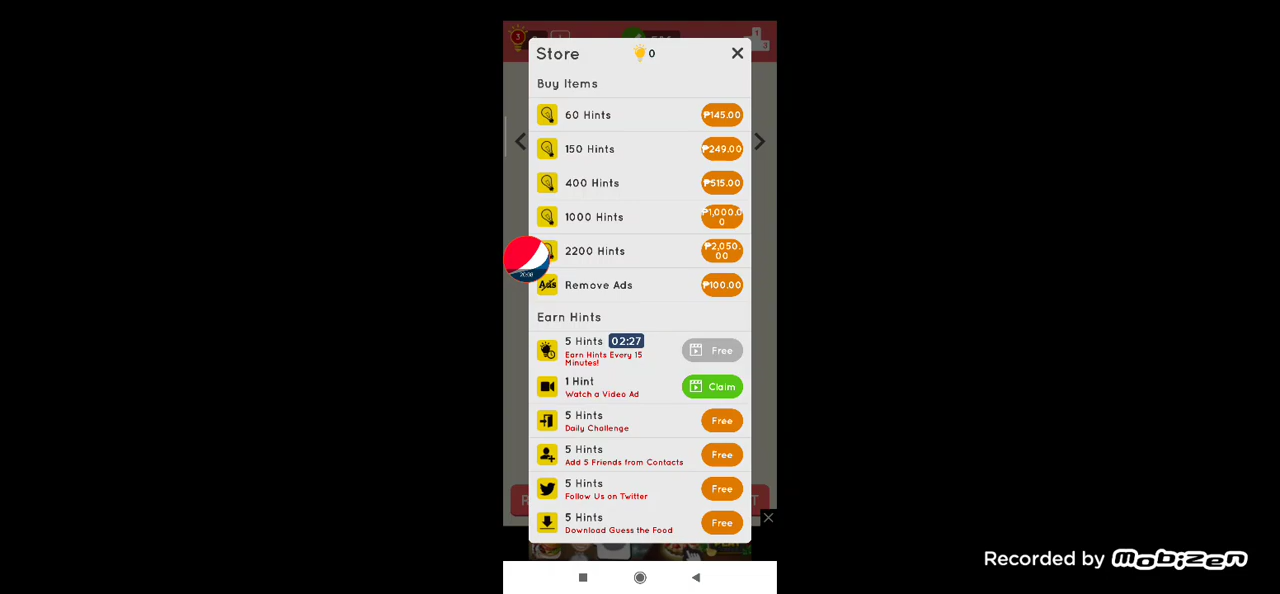 Store
0
Buy Items
60 Hints
₱145.00
150 Hints
₱249.00
400 Hints
₱515.00
1000 Hints
₱1,000.0
0
2200 Hints
₱2,050.
00
20:00
Ads
Remove Ads
₱100.00
Earn Hints
5 Hints 02:27
Earn Hints Every 15
Minutes!
Free
1 Hint
Watch a Video Ad
Claim
5 Hints
Daily Challenge
Free
5 Hints
Add 5 Friends from Contacts
Free
5 Hints
Follow Us on Twitter
Free
5 Hints
Download Guess the Food
Free
Recorded by Mobizen